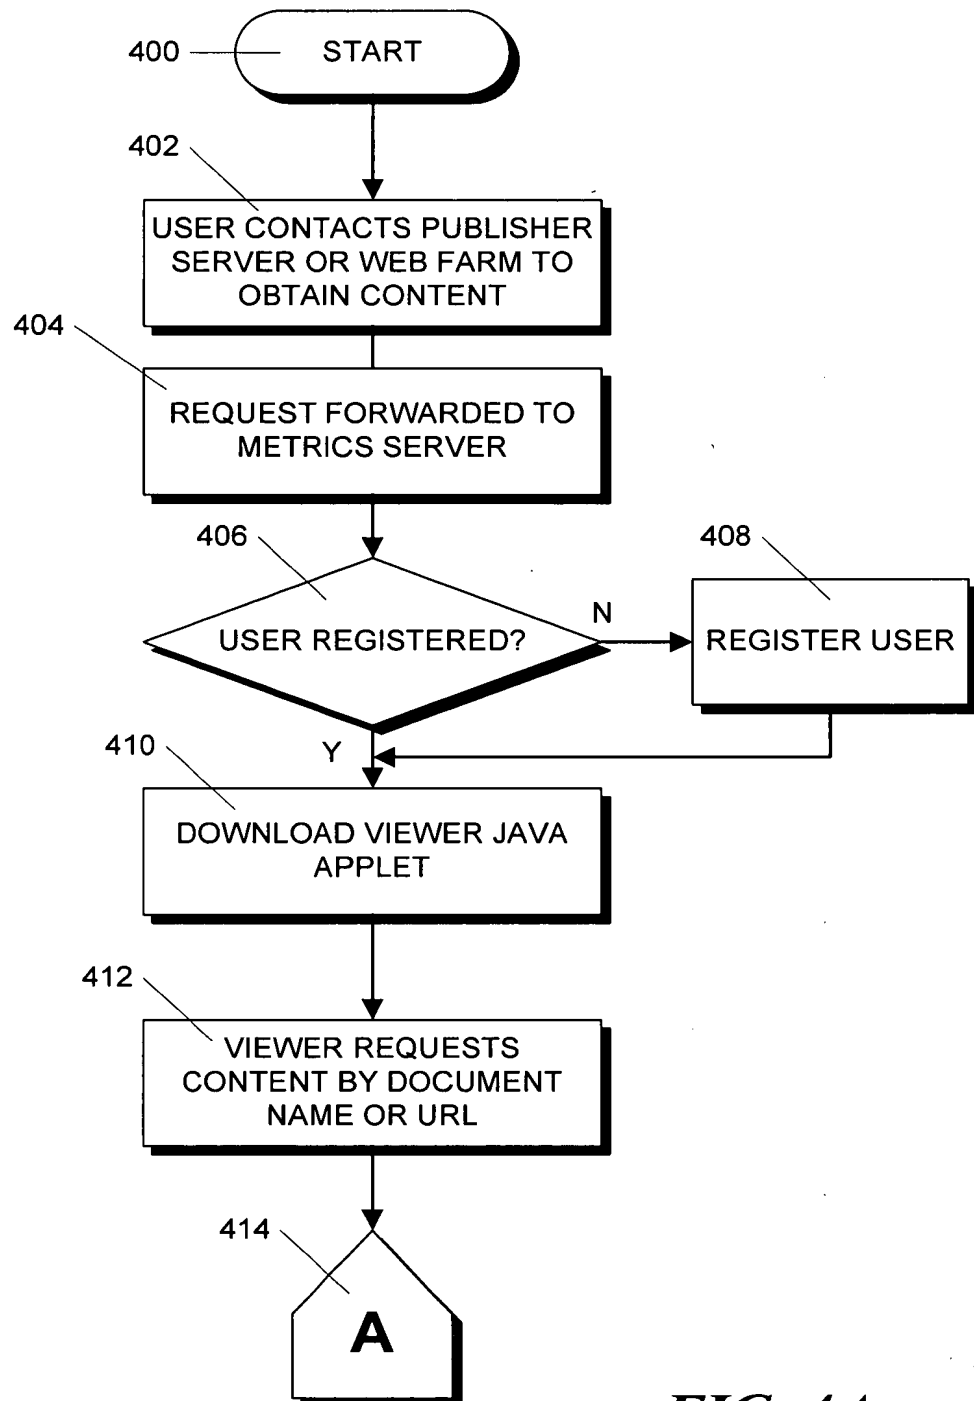 400
START
402
USER CONTACTS PUBLISHER
SERVER OR WEB FARM TO
OBTAIN CONTENT
404
REQUEST FORWARDED TO
METRICS SERVER
406
408
USER REGISTERED?
N
REGISTER USER
410
Y
DOWNLOAD VIEWER JAVA
APPLET
412
VIEWER REQUESTS
CONTENT BY DOCUMENT
NAME OR URL
414
A
FIG. 4A